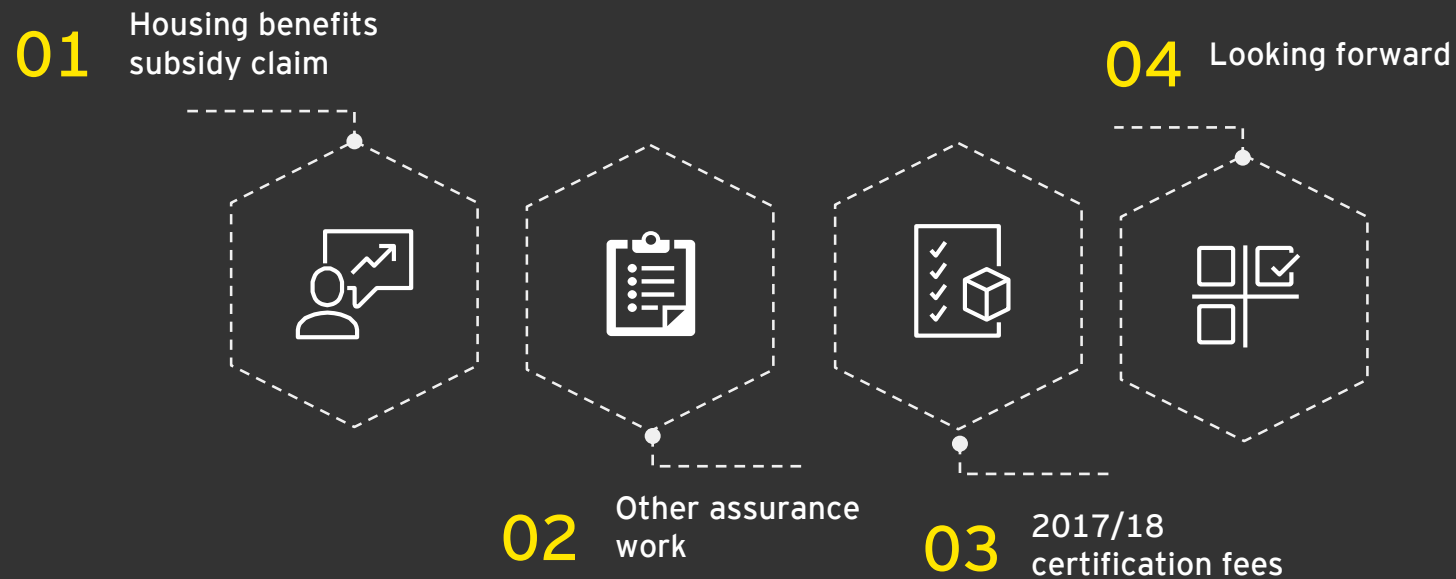 01
Housing benefits
subsidy claim
02
Other assurance
work
03
2017/18
certification fees
04
Looking forward